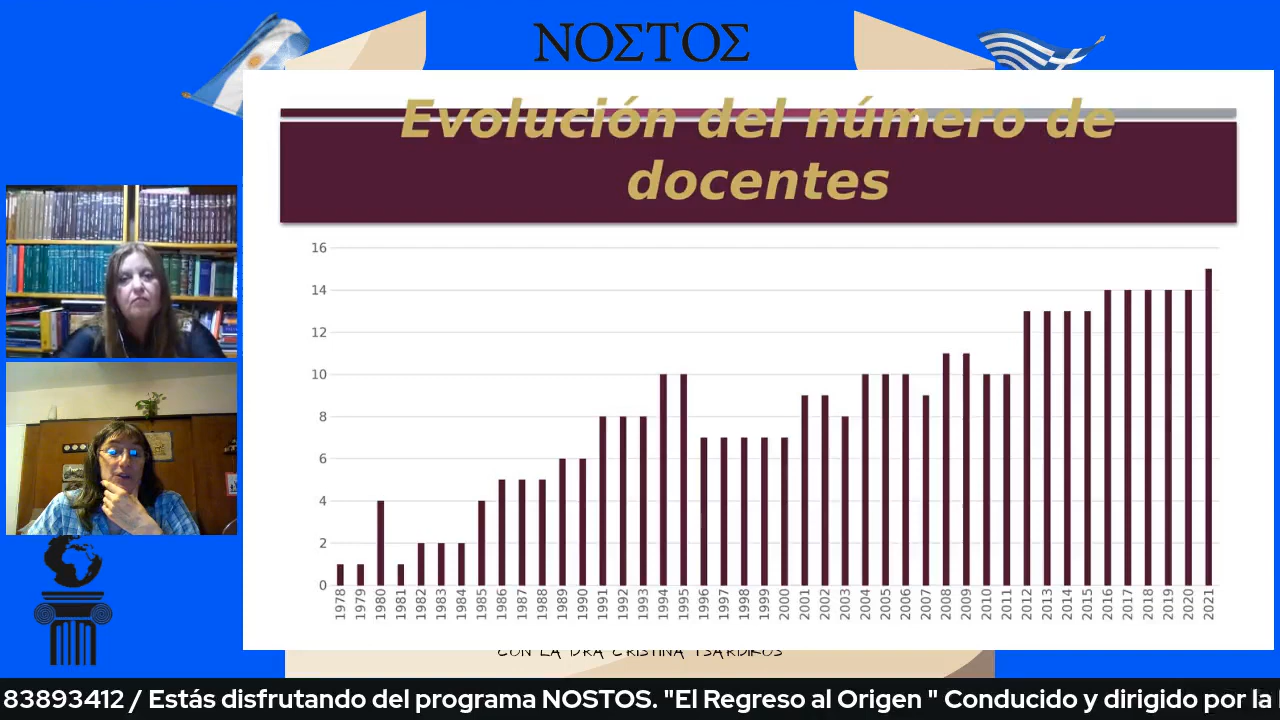 ΝΟΣΤΟΣ
Evolución del número de
docentes
16
14
12
10
8
6
4
2
0
1978 1979 1980 1981 1982 1983 1984 1985 1986 1987 1988 1989 1990 1991 1992 1993 1994 1995 1996 1997 1998 1999 2000 2001 2002 2003 2004 2005 2006 2007 2008 2009 2010 2011 2012 2013 2014 2015 2016 2017 2018 2019 2020 2021
CON LA DRA CRISTINA TSARDIKOS
83893412 / Estás disfrutando del programa NOSTOS. "El Regreso al Origen " Conducido y dirigido por la